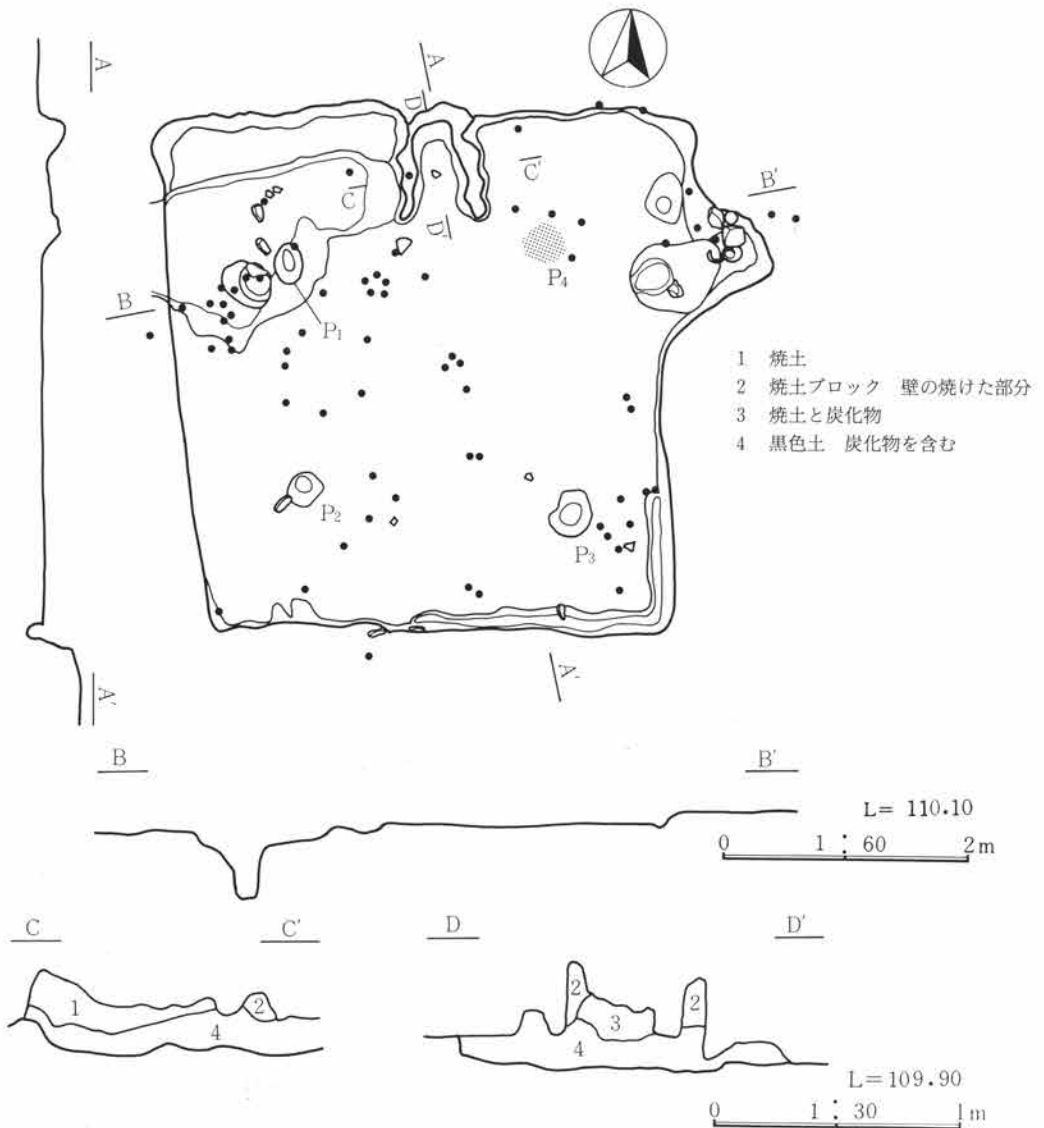 A
A
D
C
C'
D'
B'
B
P₁
P₄
1 焼土
2 焼土ブロック 壁の焼けた部分
3 焼土と炭化物
4 黒色土 炭化物を含む
P₂
P₃
A'
A'
B
B'
L= 110.10
0 1 : 60 2m
C
C'
D
D'
1
2
4
2
3
2
4
L=109.90
0 1 : 30 1m